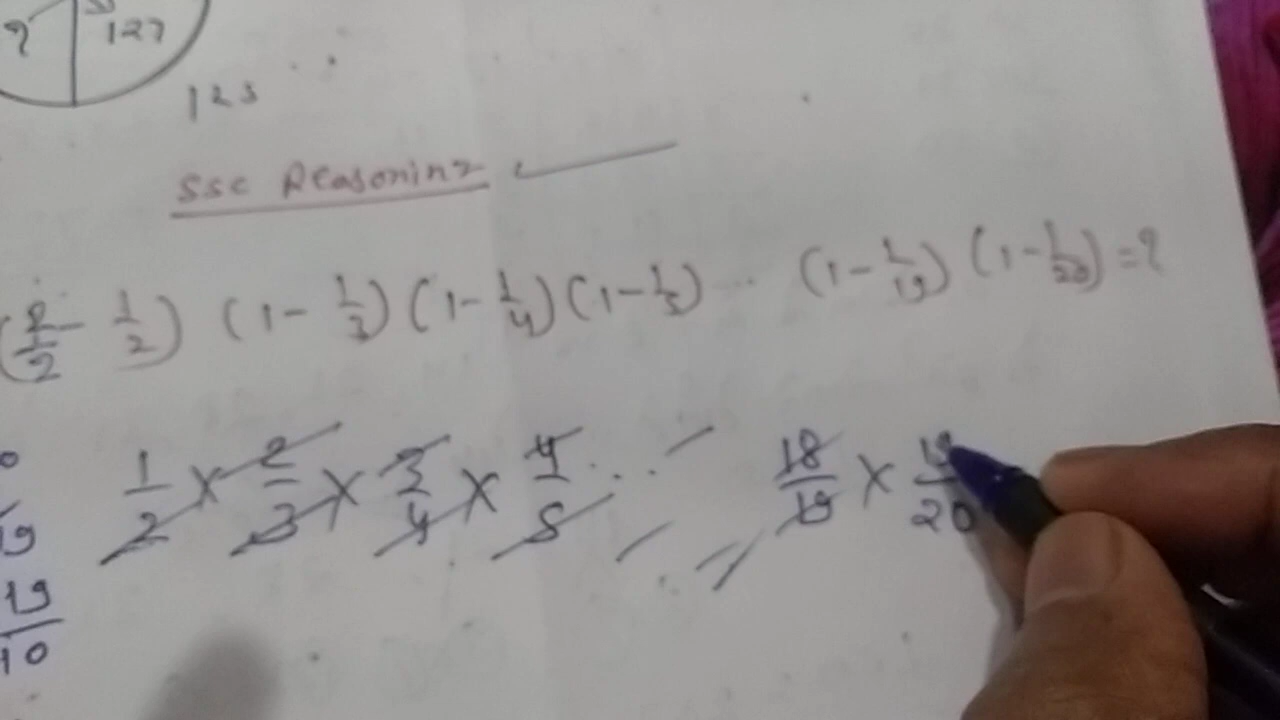 ? 127
123
SSC Reasoning
(2/2 - 1/2) (1 - 1/3) (1 - 1/4) (1 - 1/5) ... (1 - 1/19) (1 - 1/20) = ?
1/2 × 2/3 × 3/4 × 4/5 ... 18/19 × 19/20
19
19/10